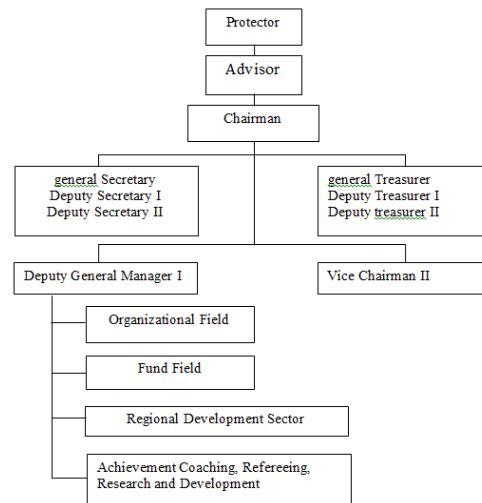 Protector
Advisor
Chairman
general Secretary
Deputy Secretary I
Deputy Secretary II
general Treasurer
Deputy Treasurer I
Deputy treasurer II
Deputy General Manager I
Vice Chairman II
Organizational Field
Fund Field
Regional Development Sector
Achievement Coaching, Refereeing,
Research and Development